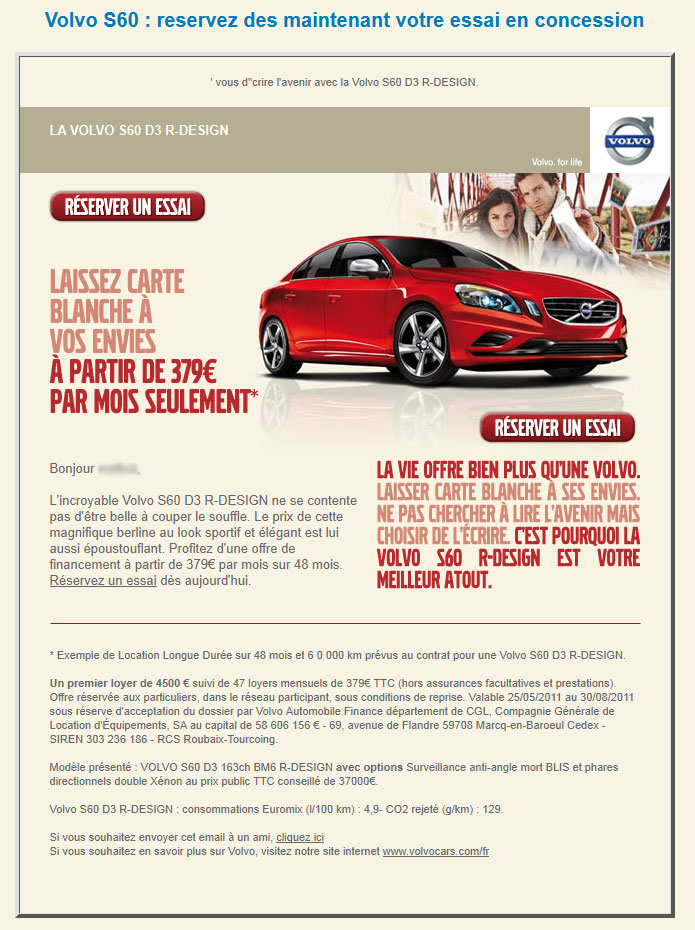 Volvo S60 : reservez des maintenant votre essai en concession
' vous d"crire l'avenir avec la Volvo S60 D3 R-DESIGN.
LA VOLVO S60 D3 R-DESIGN
Volvo. for life
VOLVO
RÉSERVER UN ESSAI
LAISSEZ CARTE
BLANCHE À
VOS ENVIES
À PARTIR DE 379€
PAR MOIS SEULEMENT*
RÉSERVER UN ESSAI
Bonjour ,
L'incroyable Volvo S60 D3 R-DESIGN ne se contente
pas d'être belle à couper le souffle. Le prix de cette
magnifique berline au look sportif et élégant est lui
aussi époustouflant. Profitez d'une offre de
financement à partir de 379€ par mois sur 48 mois.
Réservez un essai dès aujourd'hui.
LA VIE OFFRE BIEN PLUS QU'UNE VOLVO.
LAISSER CARTE BLANCHE À SES ENVIES.
NE PAS CHERCHER À LIRE L'AVENIR MAIS
CHOISIR DE L'ÉCRIRE. C'EST POURQUOI LA
VOLVO S60 R-DESIGN EST VOTRE
MEILLEUR ATOUT.
* Exemple de Location Longue Durée sur 48 mois et 6 0 000 km prévus au contrat pour une Volvo S60 D3 R-DESIGN.
Un premier loyer de 4500 € suivi de 47 loyers mensuels de 379€ TTC (hors assurances facultatives et prestations).
Offre réservée aux particuliers, dans le réseau participant, sous conditions de reprise. Valable 25/05/2011 au 30/08/2011
sous réserve d'acceptation du dossier par Volvo Automobile Finance département de CGL, Compagnie Générale de
Location d'Équipements, SA au capital de 58 606 156 € - 69, avenue de Flandre 59708 Marcq-en-Baroeul Cedex -
SIREN 303 236 186 - RCS Roubaix-Tourcoing.
Modèle présenté : VOLVO S60 D3 163ch BM6 R-DESIGN avec options Surveillance anti-angle mort BLIS et phares
directionnels double Xénon au prix public TTC conseillé de 37000€.
Volvo S60 D3 R-DESIGN : consommations Euromix (l/100 km) : 4,9- CO2 rejeté (g/km) : 129.
Si vous souhaitez envoyer cet email à un ami, cliquez ici
Si vous souhaitez en savoir plus sur Volvo, visitez notre site internet www.volvocars.com/fr